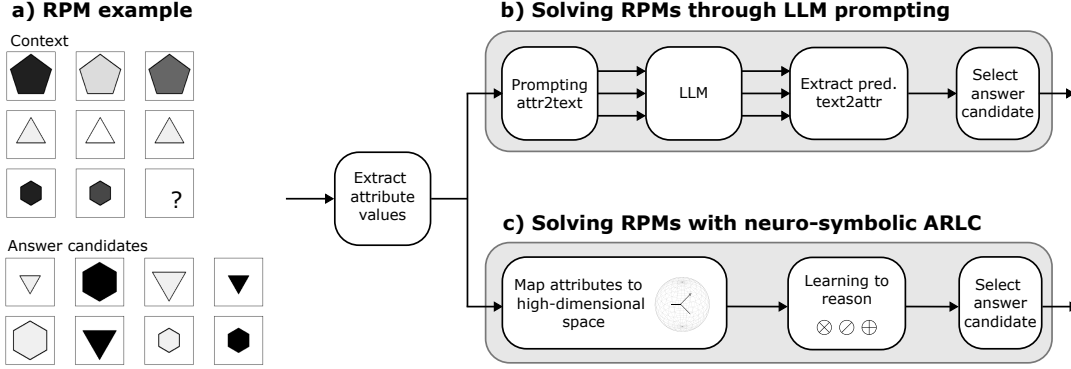 a) RPM example
Context
?
Answer candidates
Extract
attribute
values
b) Solving RPMs through LLM prompting
Prompting
attr2text
LLM
Extract pred.
text2attr
Select
answer
candidate
c) Solving RPMs with neuro-symbolic ARLC
Map attributes to
high-dimensional
space
Learning to
reason
Select
answer
candidate